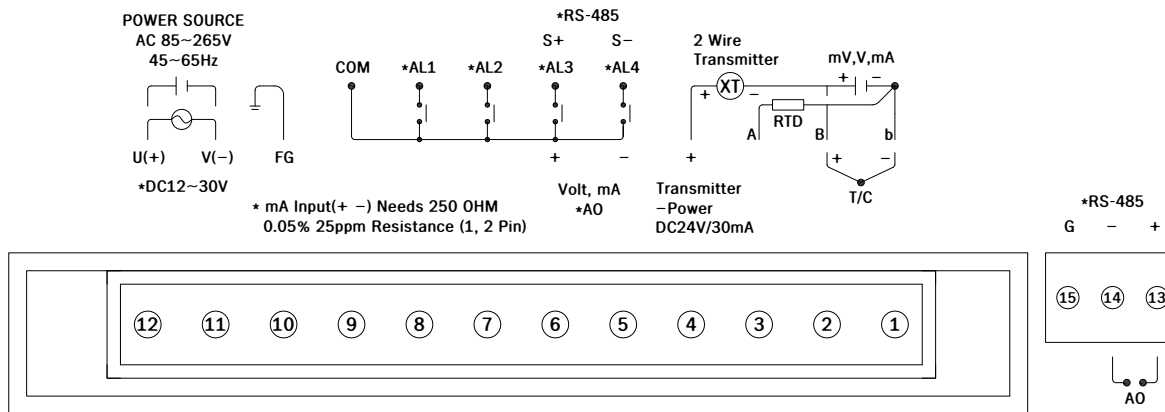 POWER SOURCE
AC 85~265V
45~65Hz
U(+) V(−) FG
*DC12~30V
*RS-485
S+ S−
COM *AL1 *AL2 *AL3 *AL4
+ −
Volt, mA
*AO
* mA Input(+ −) Needs 250 OHM
0.05% 25ppm Resistance (1, 2 Pin)
2 Wire
Transmitter
mV,V,mA
+ −
+ XT −
RTD
A B b
+
+ −
T/C
Transmitter
−Power
DC24V/30mA
*RS-485
G − +
12 11 10 9 8 7 6 5 4 3 2 1
15 14 13
AO